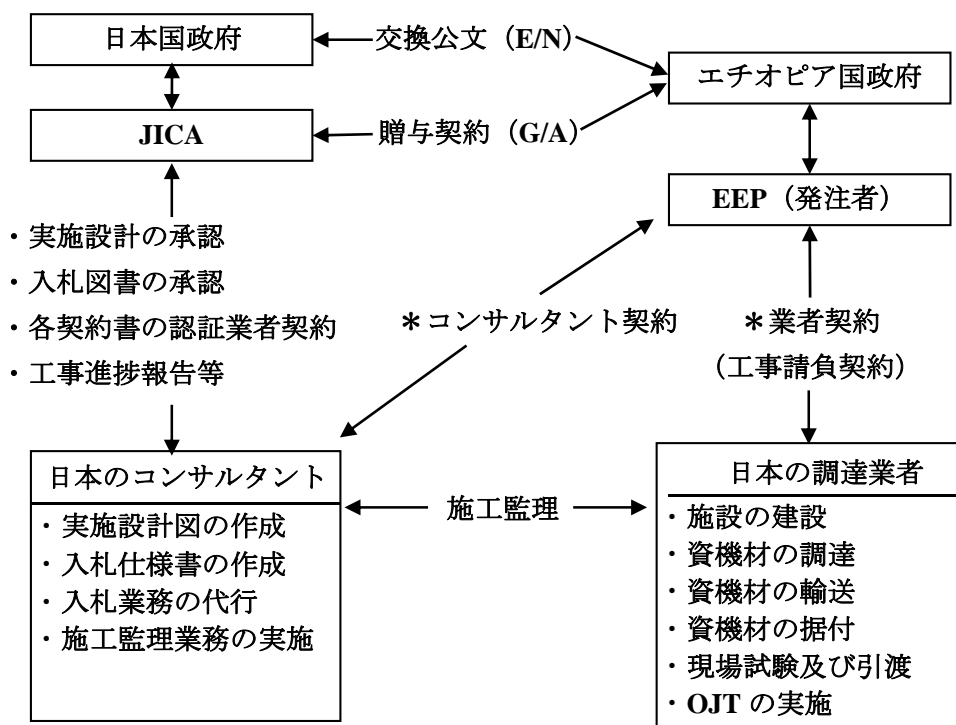 日本国政府
交換公文（E/N）
エチオピア国政府
JICA
贈与契約（G/A）
EEP（発注者）
・実施設計の承認
・入札図書の承認
・各契約書の認証業者契約
・工事進捗報告等
＊コンサルタント契約
＊業者契約
（工事請負契約）
日本のコンサルタント
・実施設計図の作成
・入札仕様書の作成
・入札業務の代行
・施工監理業務の実施
施工監理
日本の調達業者
・施設の建設
・資機材の調達
・資機材の輸送
・資機材の据付
・現場試験及び引渡
・OJT の実施